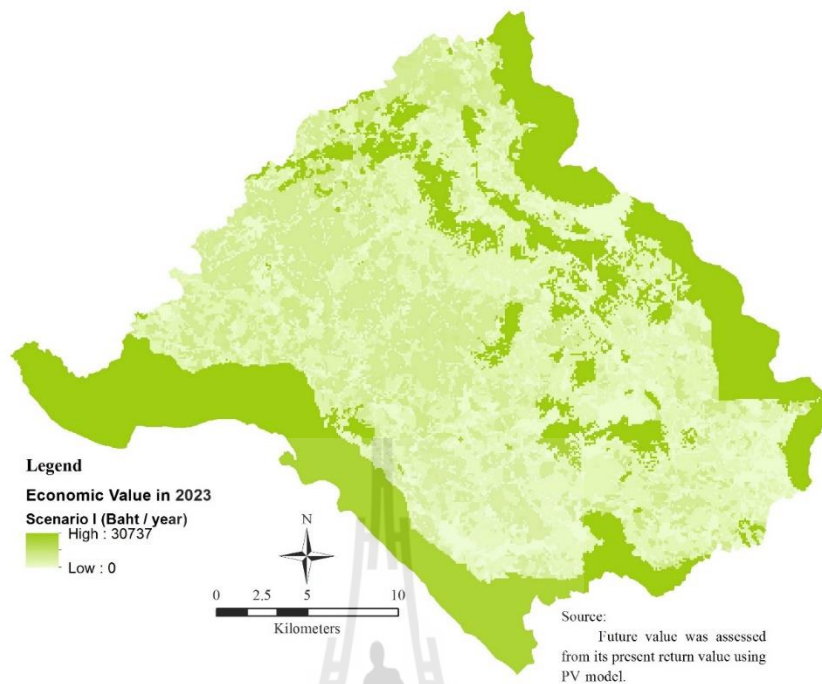 Legend
Economic Value in 2023
Scenario I (Baht / year)
High : 30737
Low : 0
N
0 2.5 5 10
Kilometers
Source:
Future value was assessed
from its present return value using
PV model.